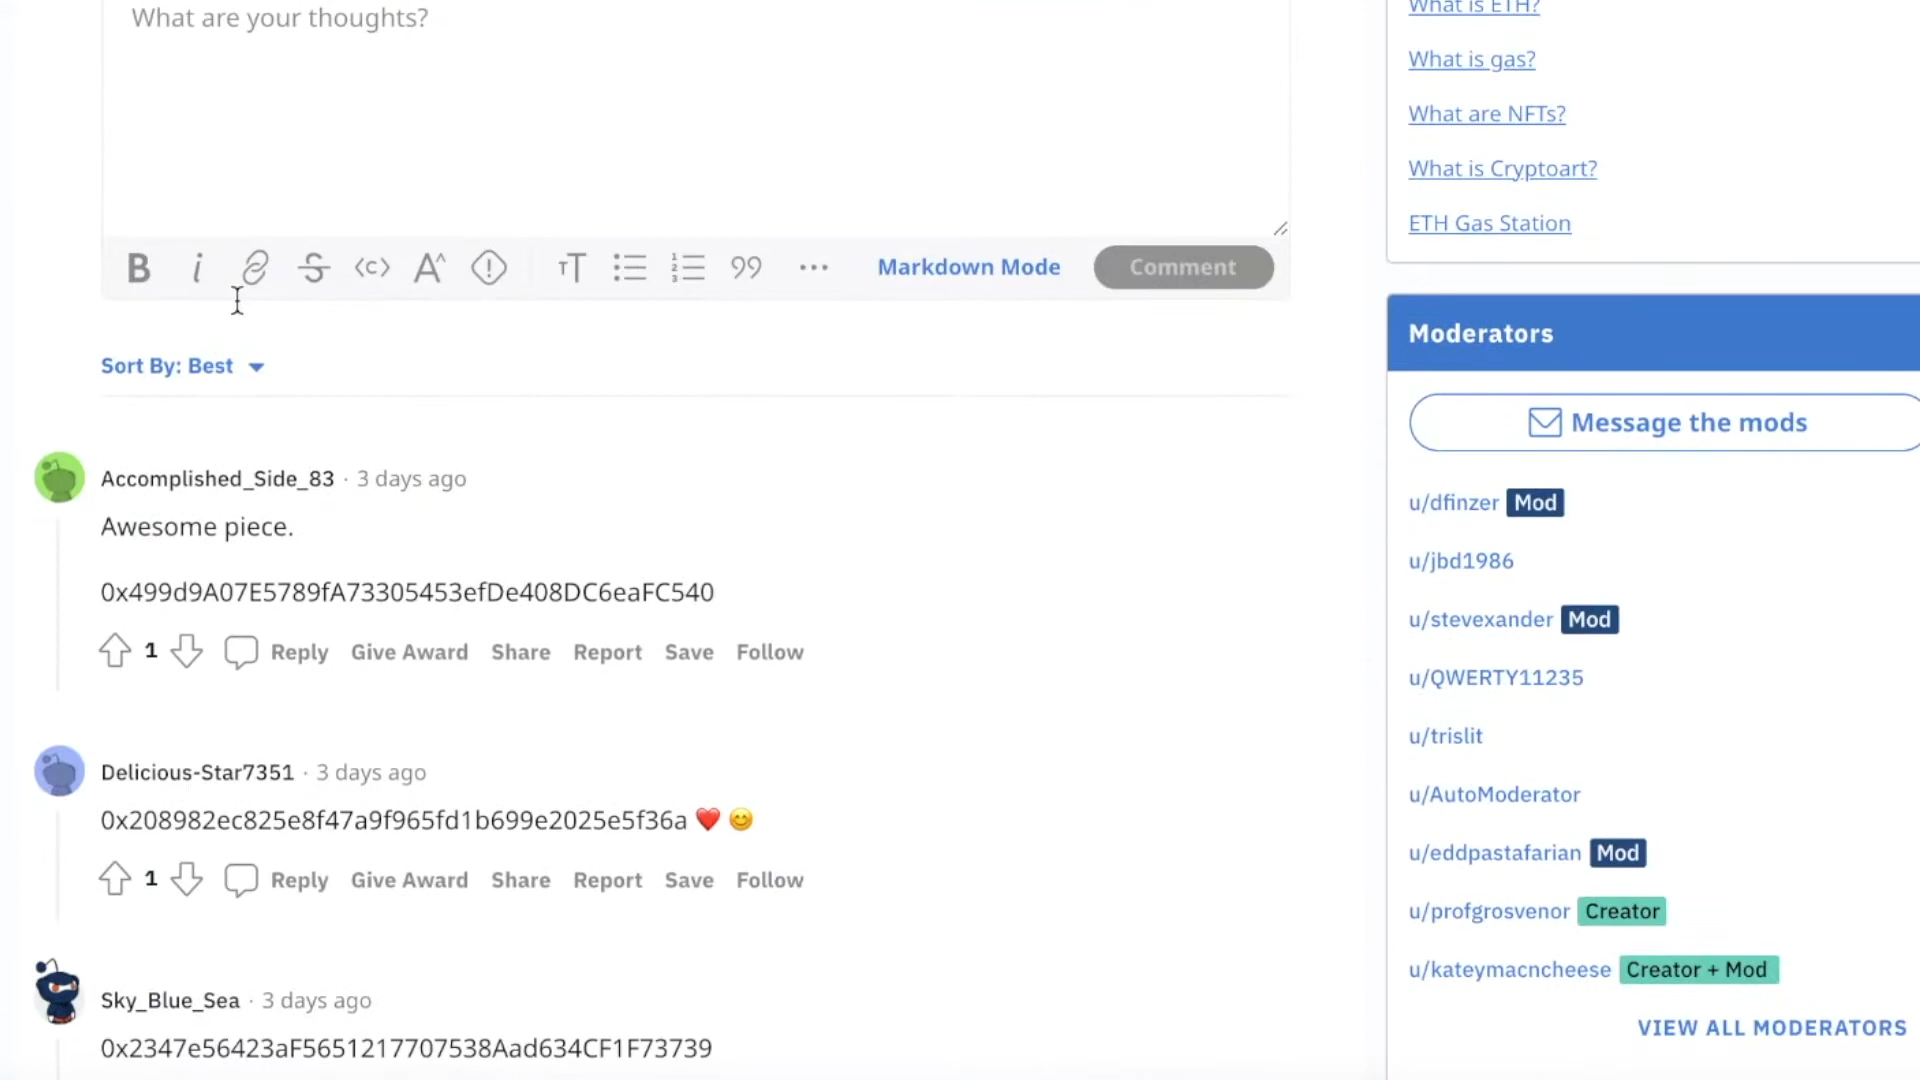 What are your thoughts?
Markdown Mode
Comment
Sort By: Best
Accomplished_Side_83 · 3 days ago
Awesome piece.
0x499d9A07E5789fA73305453efDe408DC6eaFC540
1
Reply
Give Award
Share
Report
Save
Follow
Delicious-Star7351 · 3 days ago
0x208982ec825e8f47a9f965fd1b699e2025e5f36a ❤️ 😊
1
Reply
Give Award
Share
Report
Save
Follow
Sky_Blue_Sea · 3 days ago
0x2347e56423aF5651217707538Aad634CF1F73739
What is ETH?
What is gas?
What are NFTs?
What is Cryptoart?
ETH Gas Station
Moderators
Message the mods
u/dfinzer Mod
u/jbd1986
u/stevexander Mod
u/QWERTY11235
u/trislit
u/AutoModerator
u/eddpastafarian Mod
u/profgrosvenor Creator
u/kateymacncheese Creator + Mod
VIEW ALL MODERATORS